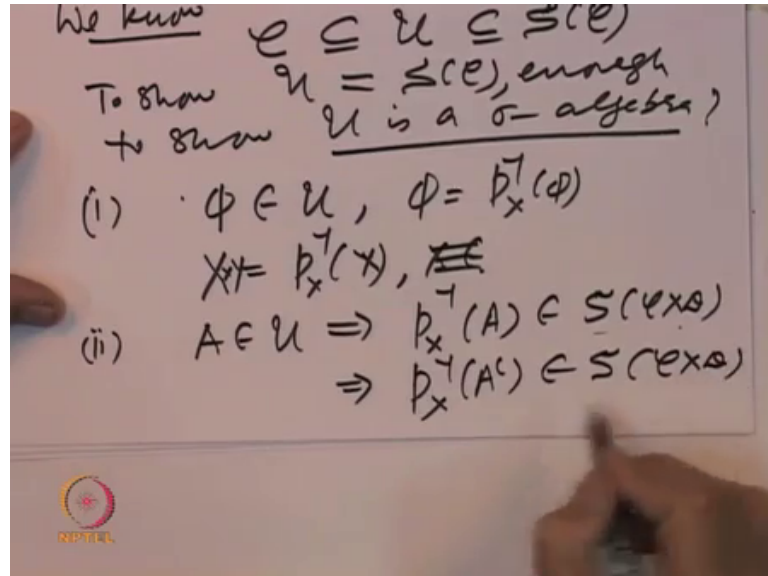 We know C ⊆ U ⊆ S(C)
To show U = S(C), enough
to show U is a σ-algebra?
(i) · Φ ∈ U, Φ = p_X^{-1}(Φ)
X×Y = p_X^{-1}(X),
(ii) A ∈ U ⇒ p_X^{-1}(A) ∈ S(C×D)
⇒ p_X^{-1}(A^c) ∈ S(C×D)
NPTEL